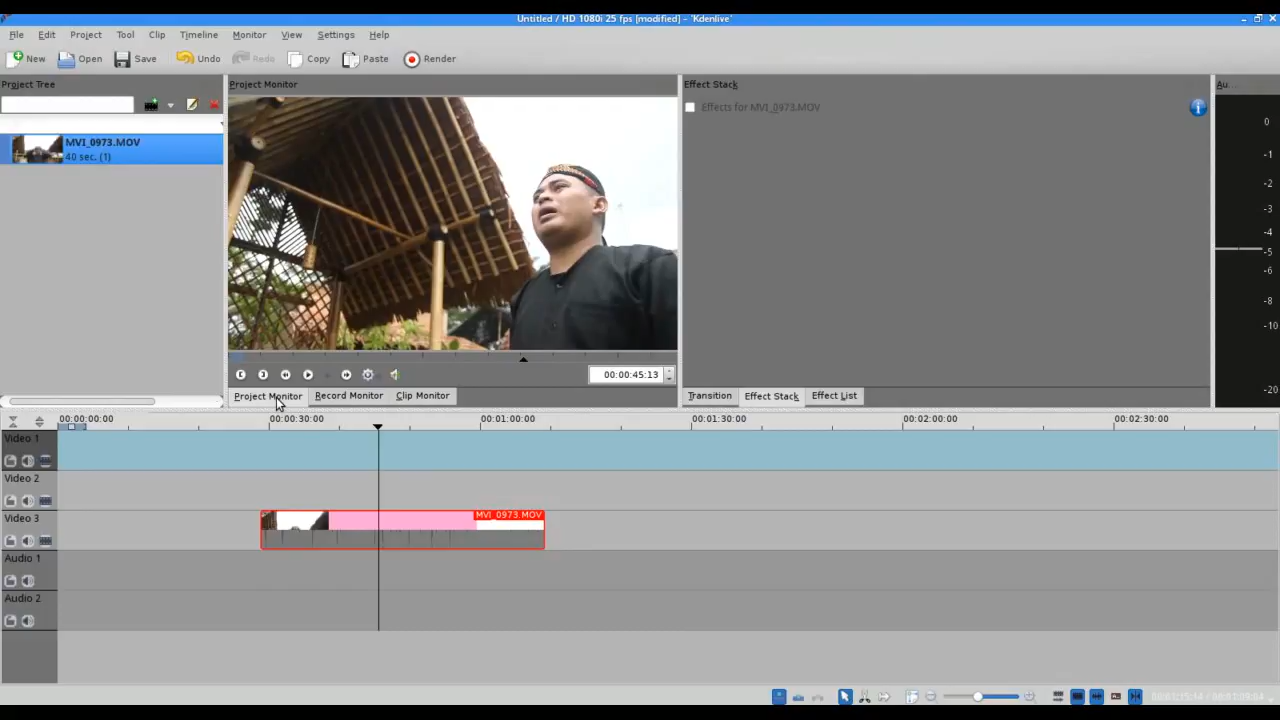 Untitled / HD 1080i 25 fps [modified] – 'Kdenlive'
File Edit Project Tool Clip Timeline Monitor View Settings Help
New Open Save Undo Redo Copy Paste Render
Project Tree
Project Monitor
Effect Stack
Au...
MVI_0973.MOV
40 sec. (1)
Effects for MVI_0973.MOV
0
-1
-2
-3
-4
-5
-6
-8
-10
-20
00:00:45:13
Project Monitor Record Monitor Clip Monitor
Transition Effect Stack Effect List
00:00:00:00 00:00:30:00 00:01:00:00 00:01:30:00 00:02:00:00 00:02:30:00
Video 1
Video 2
Video 3
MVI_0973.MOV
Audio 1
Audio 2